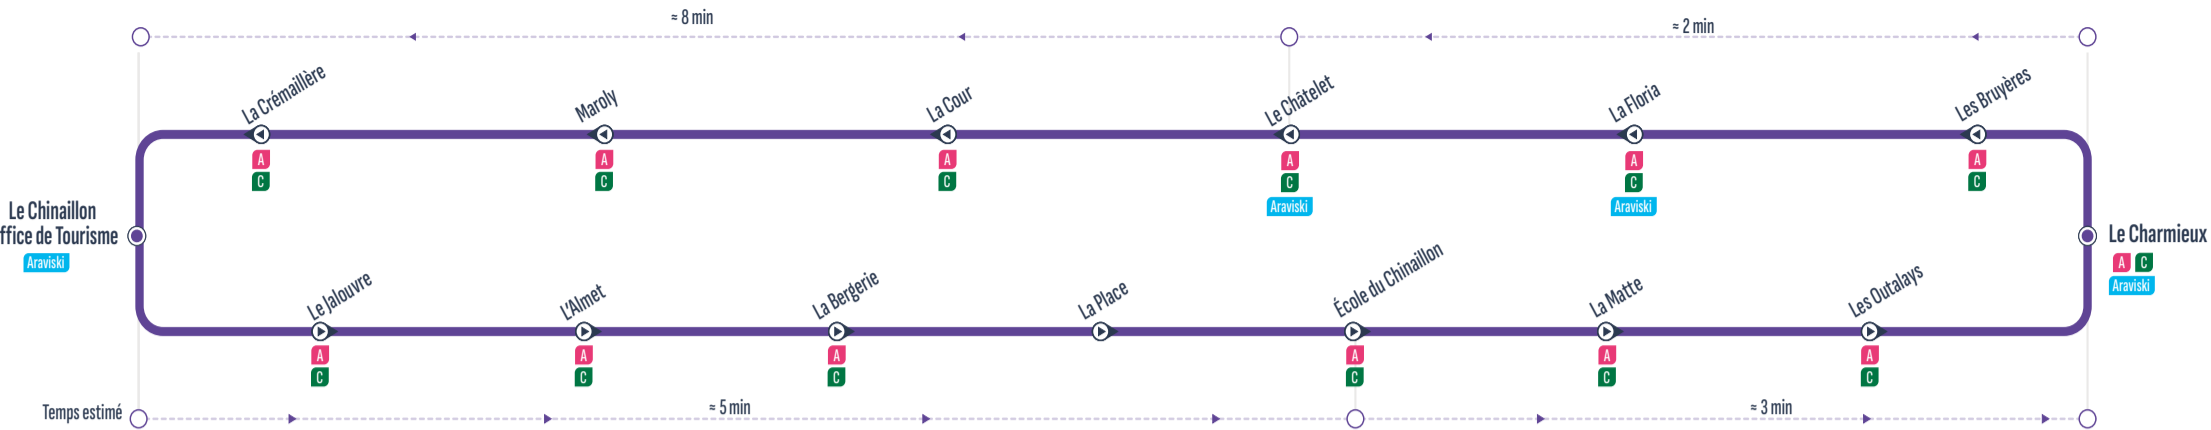 ≈ 8 min
≈ 2 min
La Crémaillère
Maroly
La Cour
Le Châtelet
La Floria
Les Bruyères
A
A
A
A
A
A
C
C
C
C
C
C
Araviski
Araviski
Le Chinaillon
ffice de Tourisme
Araviski
Le Charmieux
A C
Araviski
Le Jalouvre
L'Almet
La Bergerie
La Place
École du Chinaillon
La Matte
Les Outalays
A
A
A
A
A
A
C
C
C
C
C
C
Temps estimé
≈ 5 min
≈ 3 min